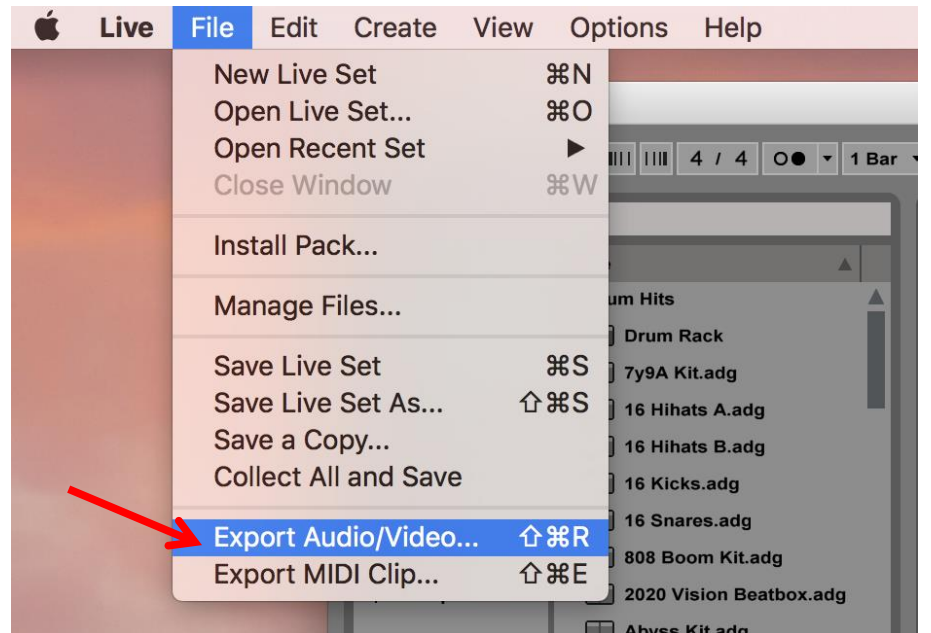 Live File Edit Create View Options Help
New Live Set ⌘N
Open Live Set... ⌘O
Open Recent Set ▶
Close Window ⌘W
Install Pack...
Manage Files...
Save Live Set ⌘S
Save Live Set As... ⇧⌘S
Save a Copy...
Collect All and Save
Export Audio/Video... ⇧⌘R
Export MIDI Clip... ⇧⌘E
4 / 4 1 Bar
um Hits
Drum Rack
7y9A Kit.adg
16 Hihats A.adg
16 Hihats B.adg
16 Kicks.adg
16 Snares.adg
808 Boom Kit.adg
2020 Vision Beatbox.adg
Abyss Kit.adg